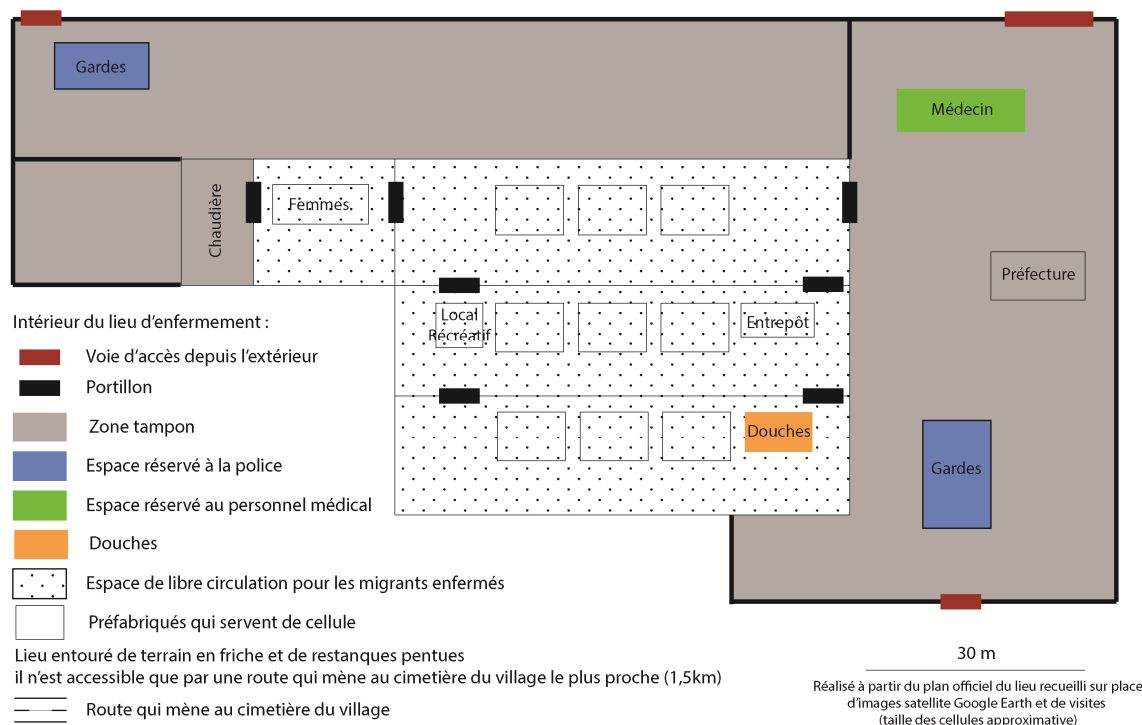 Gardes
Médecin
Chaudière
Femmes
Préfecture
Local
Récréatif
Entrepôt
Douches
Gardes
Intérieur du lieu d'enfermement :
Voie d'accès depuis l'extérieur
Portillon
Zone tampon
Espace réservé à la police
Espace réservé au personnel médical
Douches
Espace de libre circulation pour les migrants enfermés
Préfabriqués qui servent de cellule
Lieu entouré de terrain en friche et de restanques pentues
il n'est accessible que par une route qui mène au cimetière du village le plus proche (1,5km)
Route qui mène au cimetière du village
30 m
Réalisé à partir du plan officiel du lieu recueilli sur place
d'images satellite Google Earth et de visites
(taille des cellules approximative)